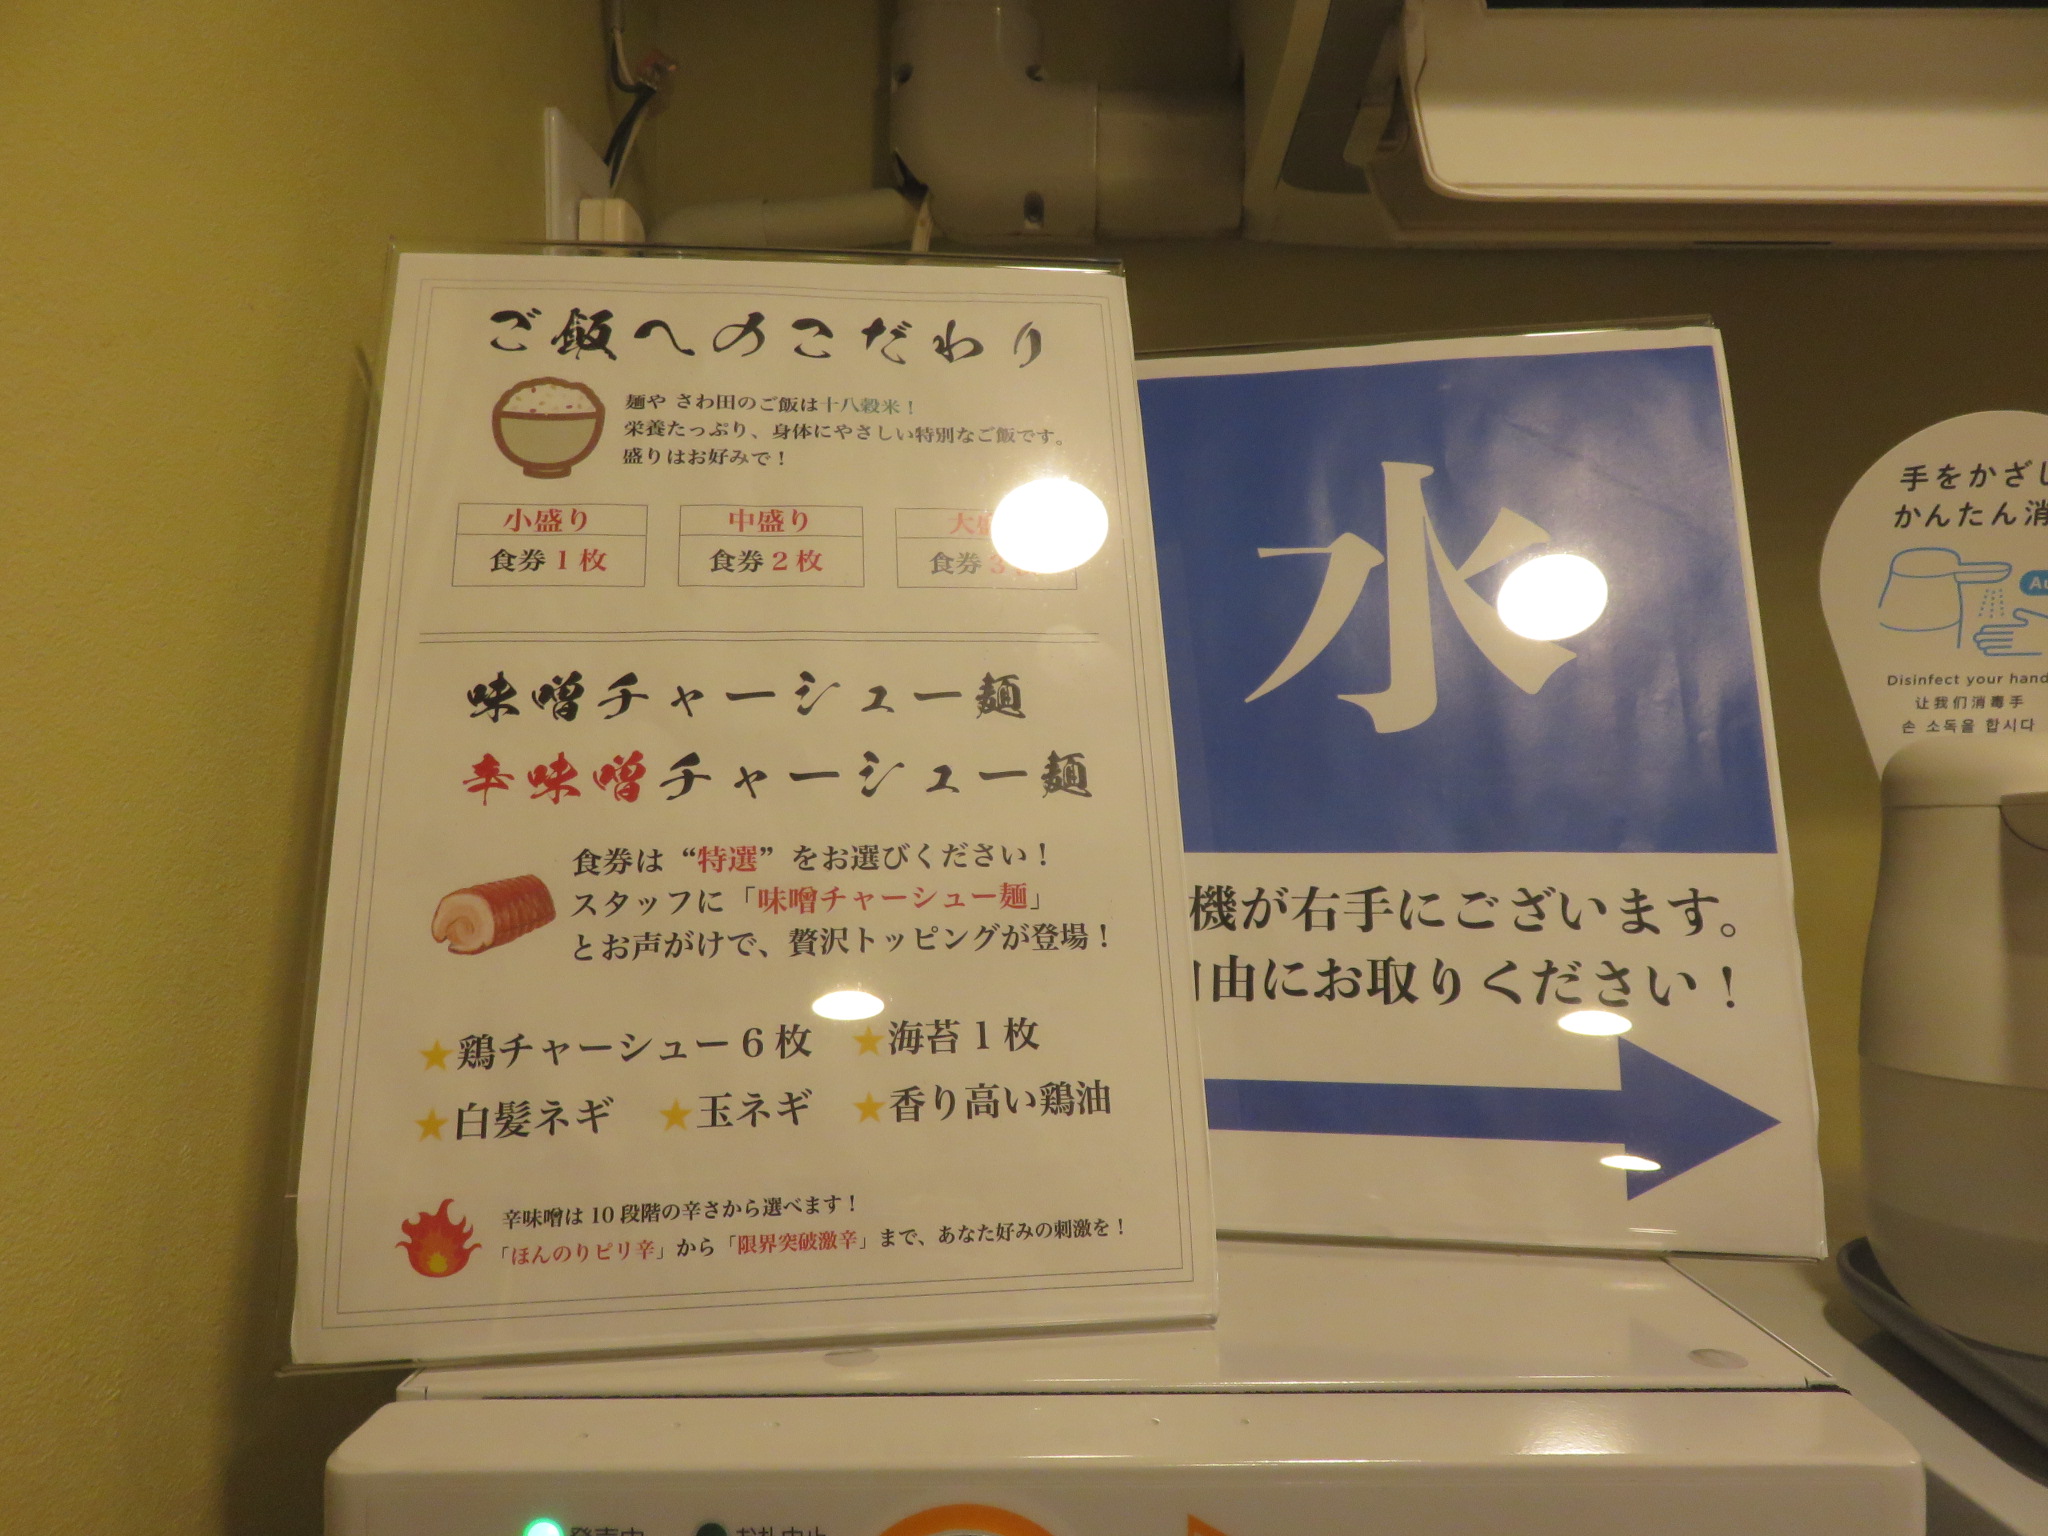 ご飯へのこだわり
麺や さわ田のご飯は十八穀米！
栄養たっぷり、身体にやさしい特別なご飯です。
盛りはお好みで！
小盛り 中盛り 大
食券1枚 食券2枚 食券3
味噌チャーシュー麺
辛味噌チャーシュー麺
食券は“特選”をお選びください！
スタッフに「味噌チャーシュー麺」
とお声がけで、贅沢トッピングが登場！
★鶏チャーシュー6枚 ★海苔1枚
★白髪ネギ ★玉ネギ ★香り高い鶏油
辛味噌は10段階の辛さから選べます！
「ほんのりピリ辛」から「限界突破激辛」まで、あなた好みの刺激を！
水
機が右手にございます。
由にお取りください！
手をかざし
かんたん消
Disinfect your hand
让我们消毒手
손 소독을 합시다